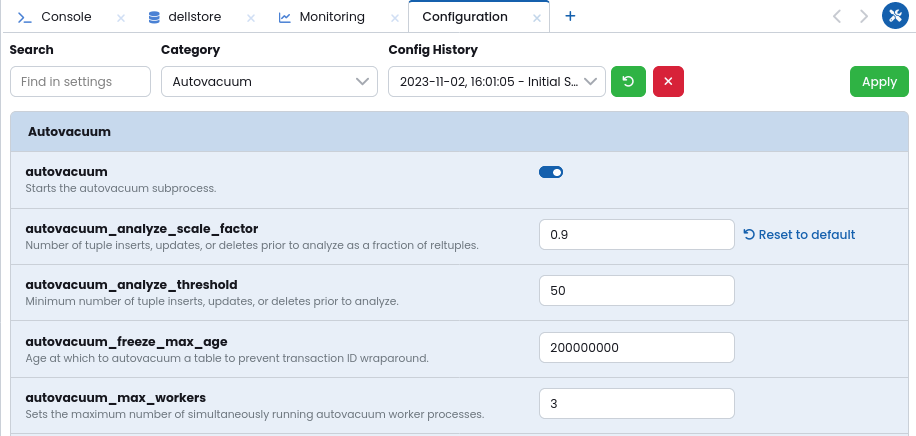 Console
dellstore
Monitoring
Configuration
Search
Category
Config History
Find in settings
Autovacuum
2023-11-02, 16:01:05 - Initial S...
Apply
Autovacuum
autovacuum
Starts the autovacuum subprocess.
autovacuum_analyze_scale_factor
Number of tuple inserts, updates, or deletes prior to analyze as a fraction of reltuples.
0.9
Reset to default
autovacuum_analyze_threshold
Minimum number of tuple inserts, updates, or deletes prior to analyze.
50
autovacuum_freeze_max_age
Age at which to autovacuum a table to prevent transaction ID wraparound.
200000000
autovacuum_max_workers
Sets the maximum number of simultaneously running autovacuum worker processes.
3